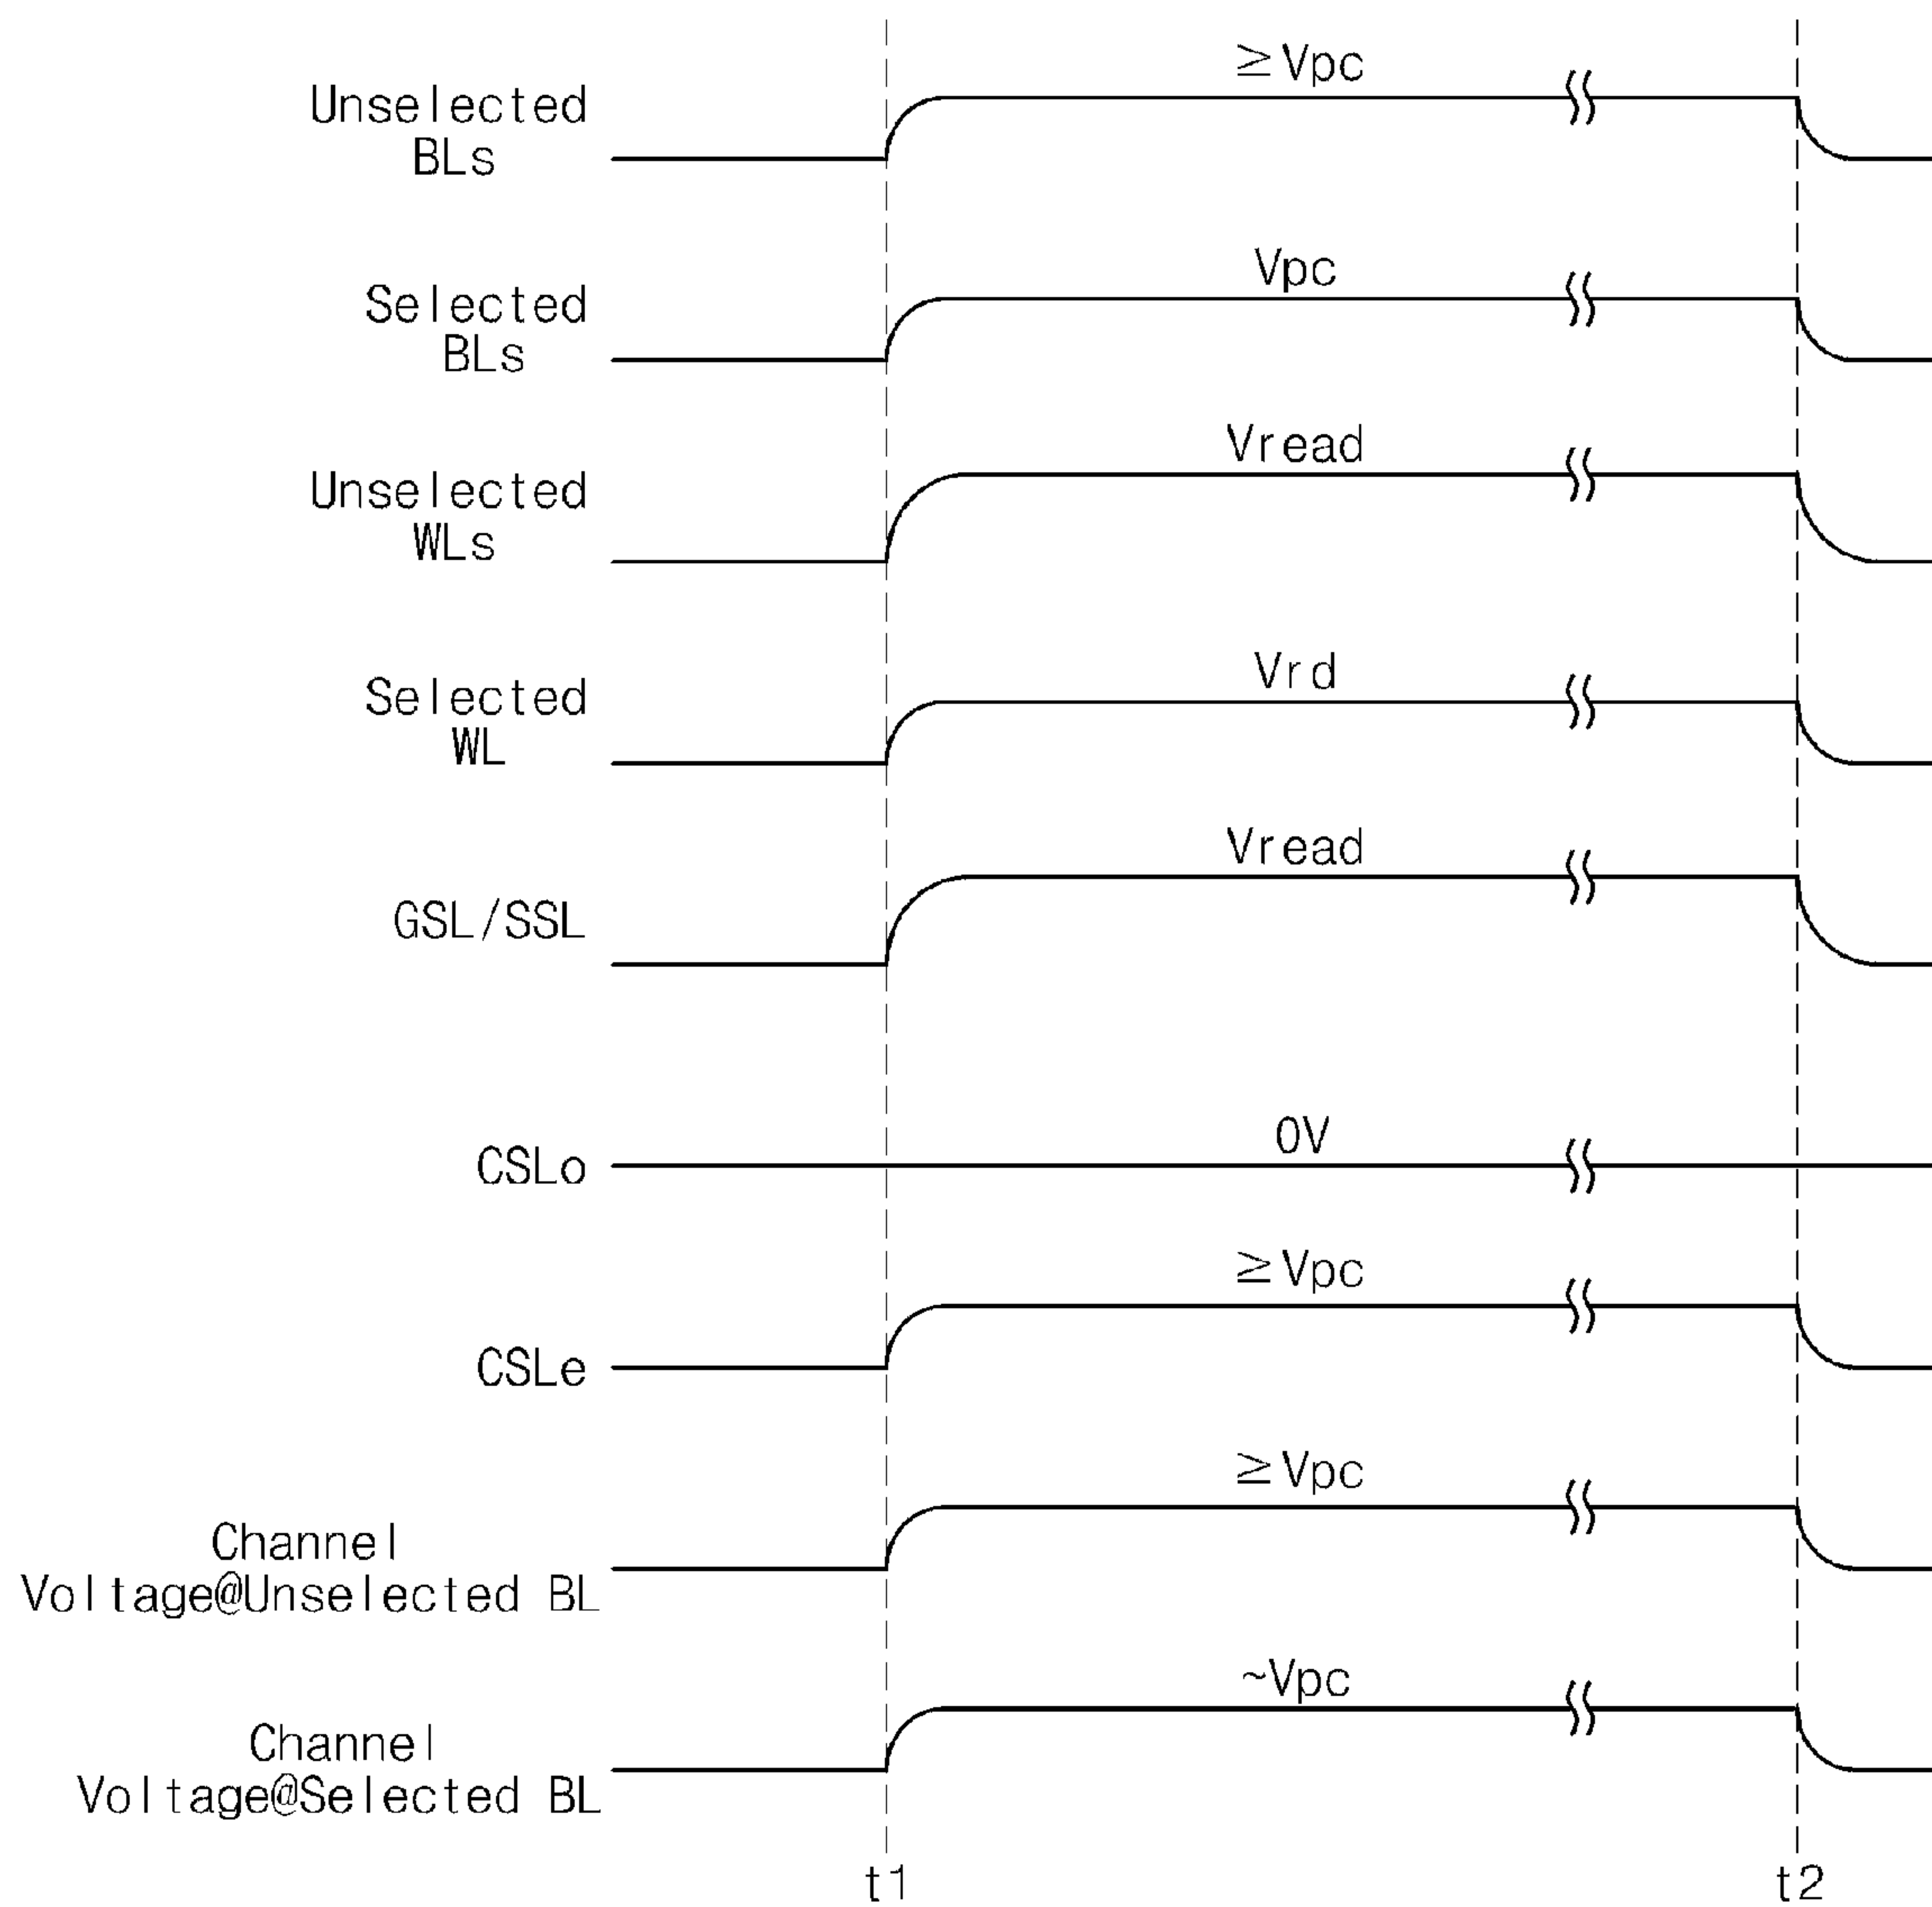 ≥Vpc
Unselected
BLs
Vpc
Selected
BLs
Vread
Unselected
WLs
Vrd
Selected
WL
Vread
GSL/SSL
0V
CSLo
≥Vpc
CSLe
≥Vpc
Channel
Voltage@Unselected BL
~Vpc
Channel
Voltage@Selected BL
t1
t2